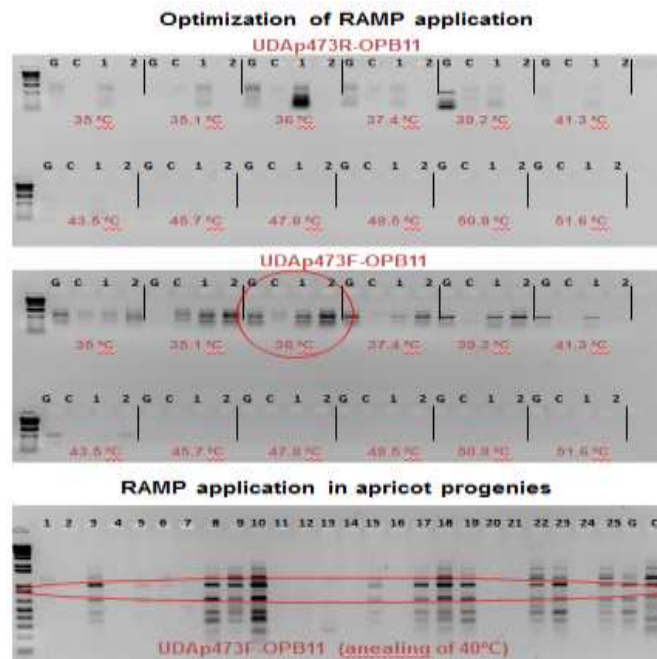 Optimization of RAMP application
UDAp473R-OPB11
G C 1 2 G C 1 2 G C 1 2 G C 1 2 G C 1 2 G C 1 2
35 ºC 35.1 ºC 36 ºC 37.4 ºC 39.2 ºC 41.3 ºC
G C 1 2 G C 1 2 G C 1 2 G C 1 2 G C 1 2 G C 1 2
43.5 ºC 45.7 ºC 47.8 ºC 49.5 ºC 50.9 ºC 51.6 ºC
UDAp473F-OPB11
G C 1 2 G C 1 2 G C 1 2 G C 1 2 G C 1 2 G C 1 2
35 ºC 35.1 ºC 36 ºC 37.4 ºC 39.2 ºC 41.3 ºC
G C 1 2 G C 1 2 G C 1 2 G C 1 2 G C 1 2 G C 1 2
43.5 ºC 45.7 ºC 47.8 ºC 49.5 ºC 50.9 ºC 51.6 ºC
RAMP application in apricot progenies
1 2 3 4 5 6 7 8 9 10 11 12 13 14 15 16 17 18 19 20 21 22 23 24 25 G C
UDAp473F-OPB11 (anealing of 40ºC)